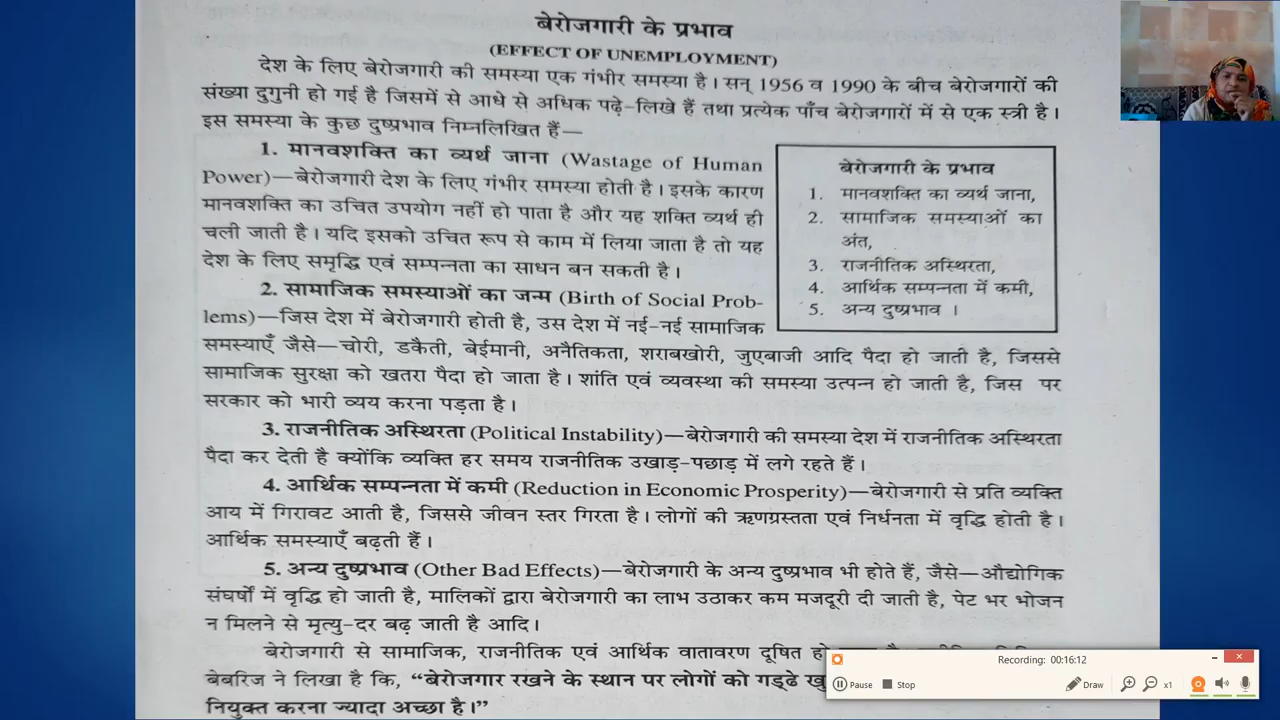 बेरोजगारी के प्रभाव
(EFFECT OF UNEMPLOYMENT)
देश के लिए बेरोजगारी की समस्या एक गंभीर समस्या है। सन् 1956 व 1990 के बीच बेरोजगारों की
संख्या दुगुनी हो गई है जिसमें से आधे से अधिक पढ़े-लिखे हैं तथा प्रत्येक पाँच बेरोजगारों में से एक स्त्री है।
इस समस्या के कुछ दुष्प्रभाव निम्नलिखित हैं—
1. मानवशक्ति का व्यर्थ जाना (Wastage of Human
Power)—बेरोजगारी देश के लिए गंभीर समस्या होती है। इसके कारण
मानवशक्ति का उचित उपयोग नहीं हो पाता है और यह शक्ति व्यर्थ ही
चली जाती है। यदि इसको उचित रूप से काम में लिया जाता है तो यह
देश के लिए समृद्धि एवं सम्पन्नता का साधन बन सकती है।
बेरोजगारी के प्रभाव
1. मानवशक्ति का व्यर्थ जाना,
2. सामाजिक समस्याओं का
अंत,
3. राजनीतिक अस्थिरता,
4. आर्थिक सम्पन्नता में कमी,
5. अन्य दुष्प्रभाव ।
2. सामाजिक समस्याओं का जन्म (Birth of Social Prob-
lems)—जिस देश में बेरोजगारी होती है, उस देश में नई-नई सामाजिक
समस्याएँ जैसे—चोरी, डकैती, बेईमानी, अनैतिकता, शराबखोरी, जुएबाजी आदि पैदा हो जाती है, जिससे
सामाजिक सुरक्षा को खतरा पैदा हो जाता है। शांति एवं व्यवस्था की समस्या उत्पन्न हो जाती है, जिस पर
सरकार को भारी व्यय करना पड़ता है।
3. राजनीतिक अस्थिरता (Political Instability)—बेरोजगारी की समस्या देश में राजनीतिक अस्थिरता
पैदा कर देती है क्योंकि व्यक्ति हर समय राजनीतिक उखाड़-पछाड़ में लगे रहते हैं।
4. आर्थिक सम्पन्नता में कमी (Reduction in Economic Prosperity)—बेरोजगारी से प्रति व्यक्ति
आय में गिरावट आती है, जिससे जीवन स्तर गिरता है। लोगों की ऋणग्रस्तता एवं निर्धनता में वृद्धि होती है।
आर्थिक समस्याएँ बढ़ती हैं।
5. अन्य दुष्प्रभाव (Other Bad Effects)—बेरोजगारी के अन्य दुष्प्रभाव भी होते हैं, जैसे—औद्योगिक
संघर्षों में वृद्धि हो जाती है, मालिकों द्वारा बेरोजगारी का लाभ उठाकर कम मजदूरी दी जाती है, पेट भर भोजन
न मिलने से मृत्यु-दर बढ़ जाती है आदि।
बेरोजगारी से सामाजिक, राजनीतिक एवं आर्थिक वातावरण दूषित हो
बेबरिज ने लिखा है कि, “बेरोजगार रखने के स्थान पर लोगों को गड्ढे
नियुक्त करना ज्यादा अच्छा है।”
Recording: 00:16:12
Pause
Stop
Draw
x1